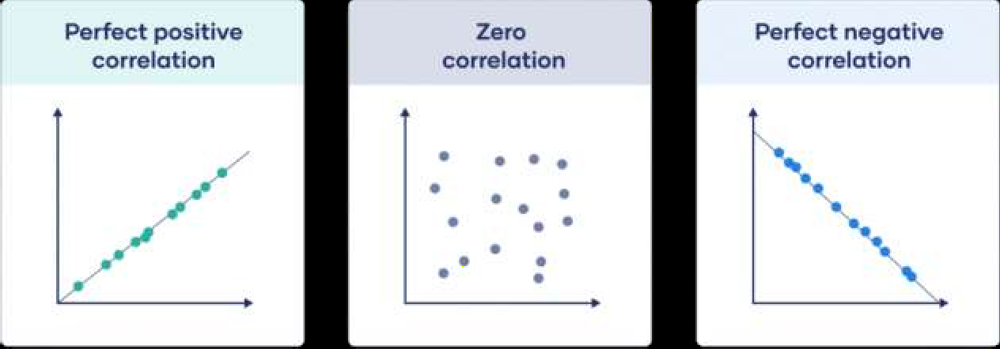 Perfect positive
correlation
Zero
correlation
Perfect negative
correlation